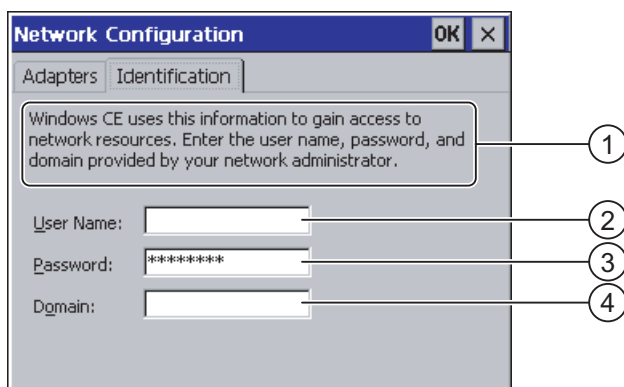 Network Configuration OK ×
Adapters Identification
Windows CE uses this information to gain access to
network resources. Enter the user name, password, and
domain provided by your network administrator.
1
User Name: 2
Password: ******** 3
Domain: 4